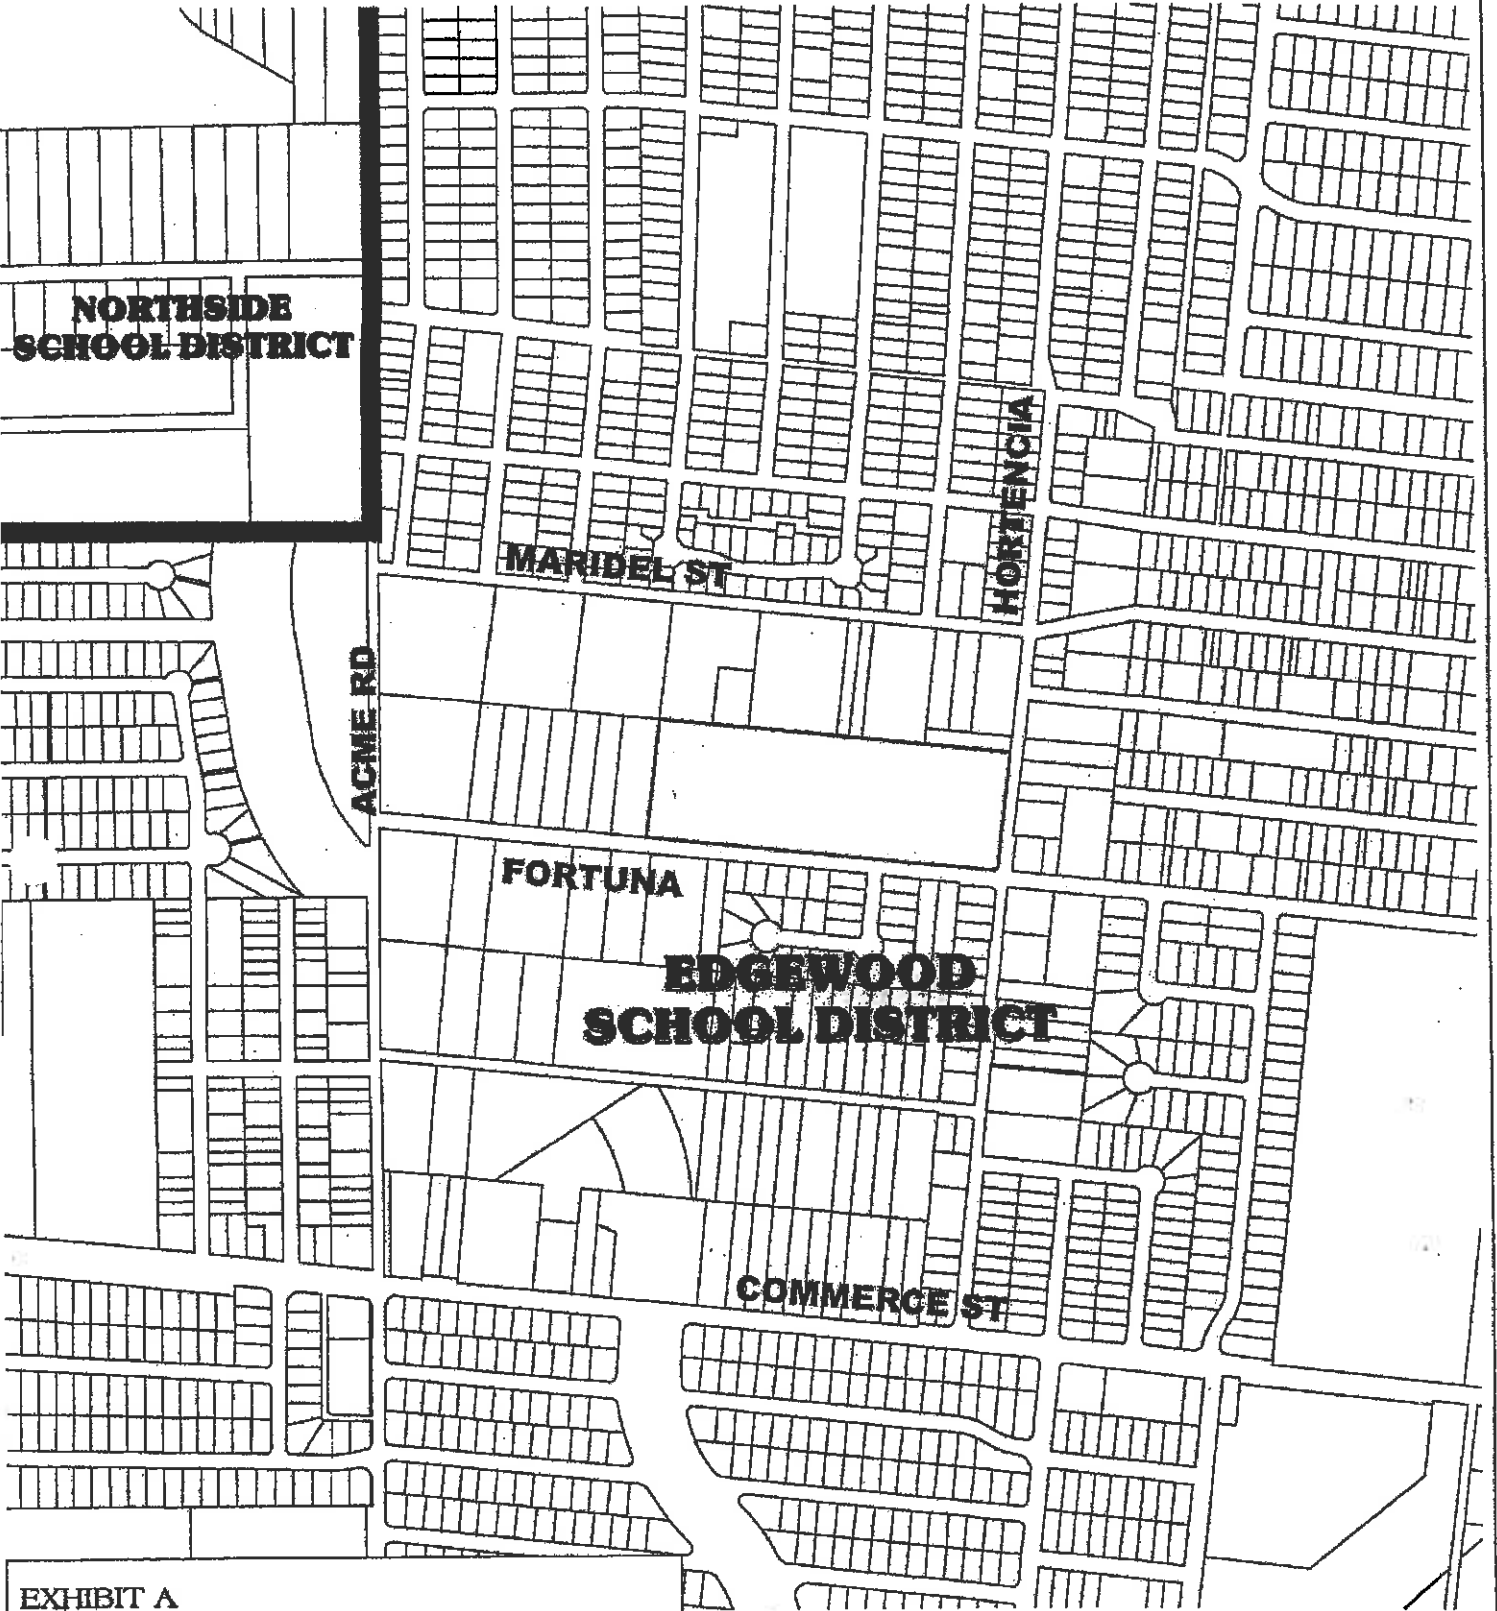 NORTHSIDE
SCHOOL DISTRICT
HORTENCIA
MARIDEL ST
ACME RD
FORTUNA
EDGEWOOD
SCHOOL DISTRICT
COMMERCE ST
EXHIBIT A